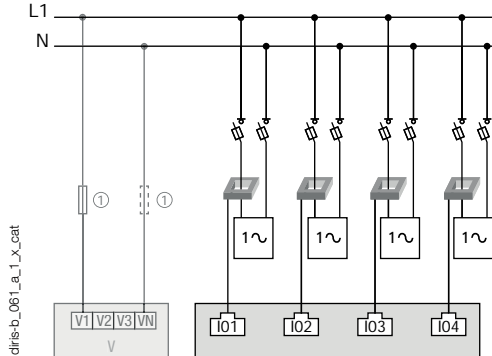 L1
N
① ①
1~ 1~ 1~ 1~
V1 V2 V3 VN
V
I01 I02 I03 I04
diris-b_061_a_1_x_cat